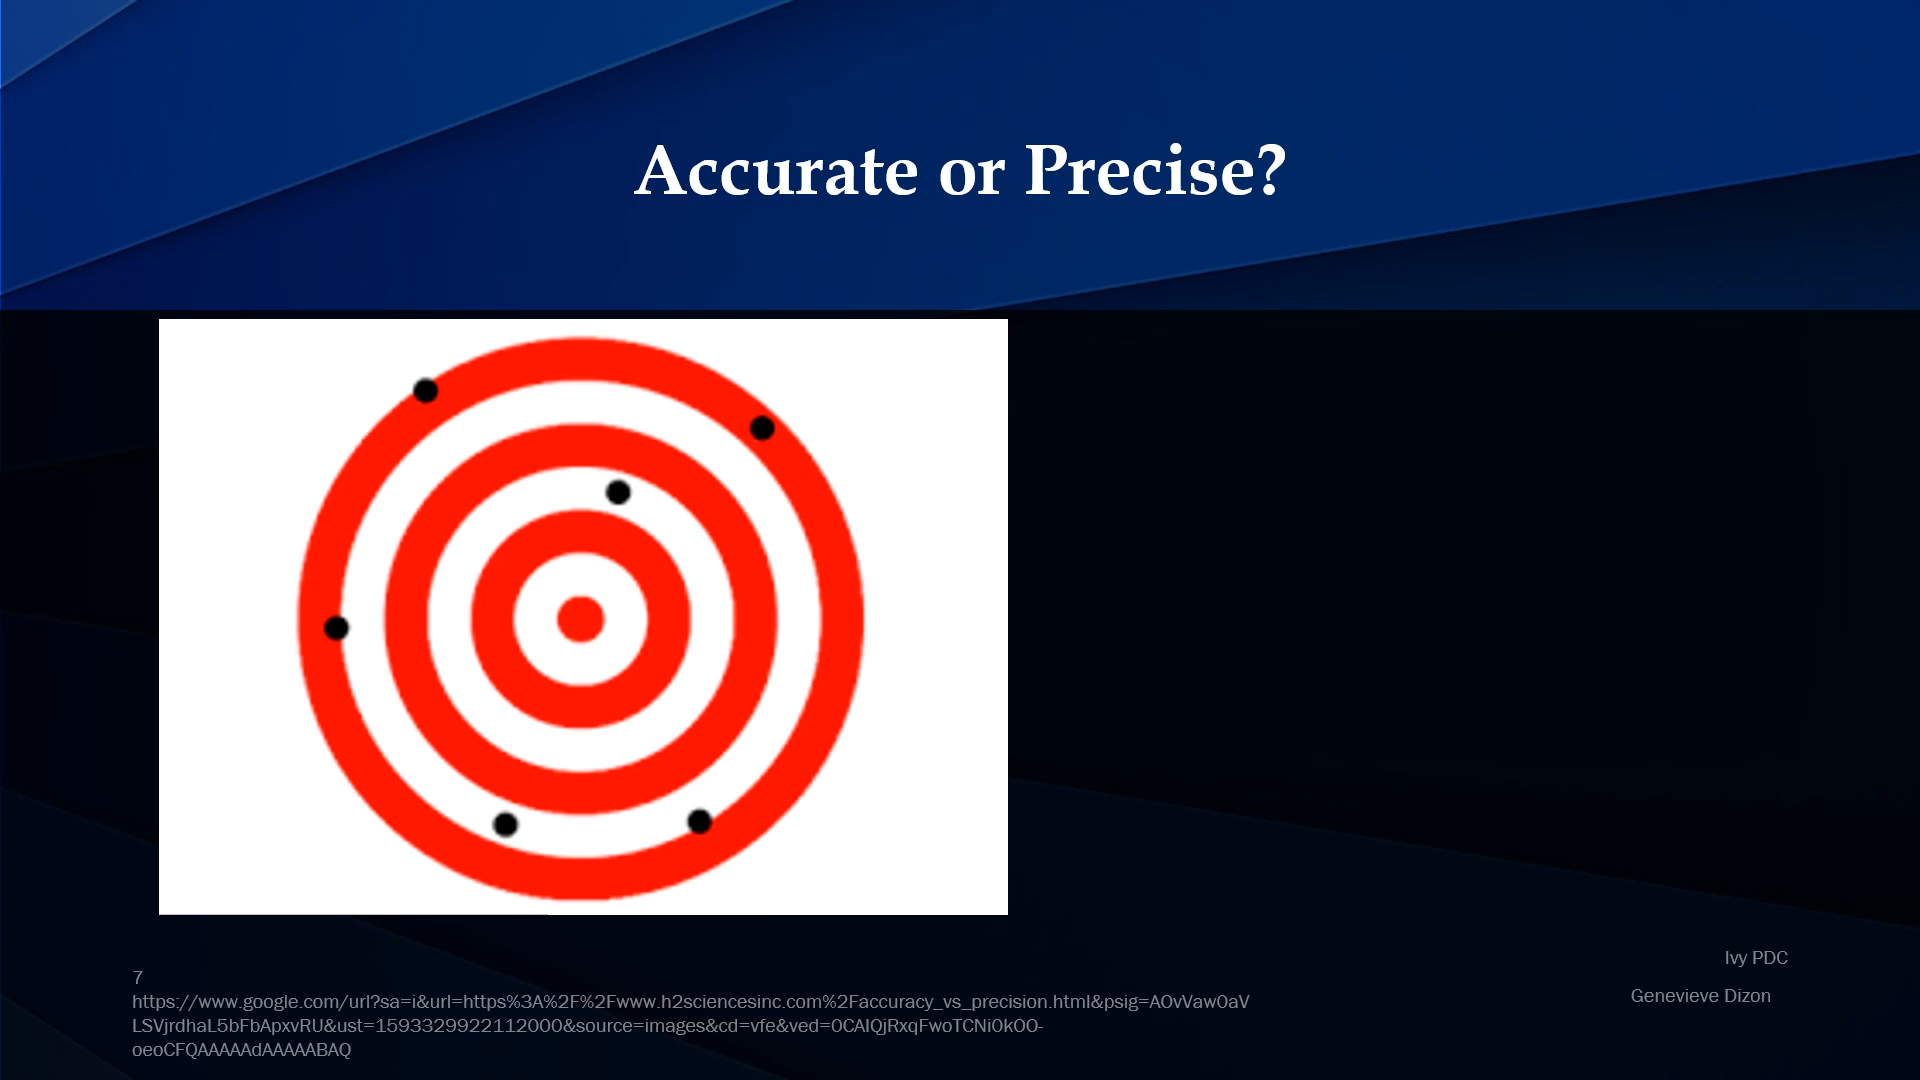 Accurate or Precise?
Ivy PDC
7
https://www.google.com/url?sa=i&url=https%3A%2F%2Fwww.h2sciencesinc.com%2Faccuracy_vs_precision.html&psig=AOvVaw0aV
Genevieve Dizon
LSVjrdhaL5bFbApxvRU&ust=1593329922112000&source=images&cd=vfe&ved=0CAIQjRxqFwoTCNi0kOO-
oeoCFQAAAAAdAAAAABAQ